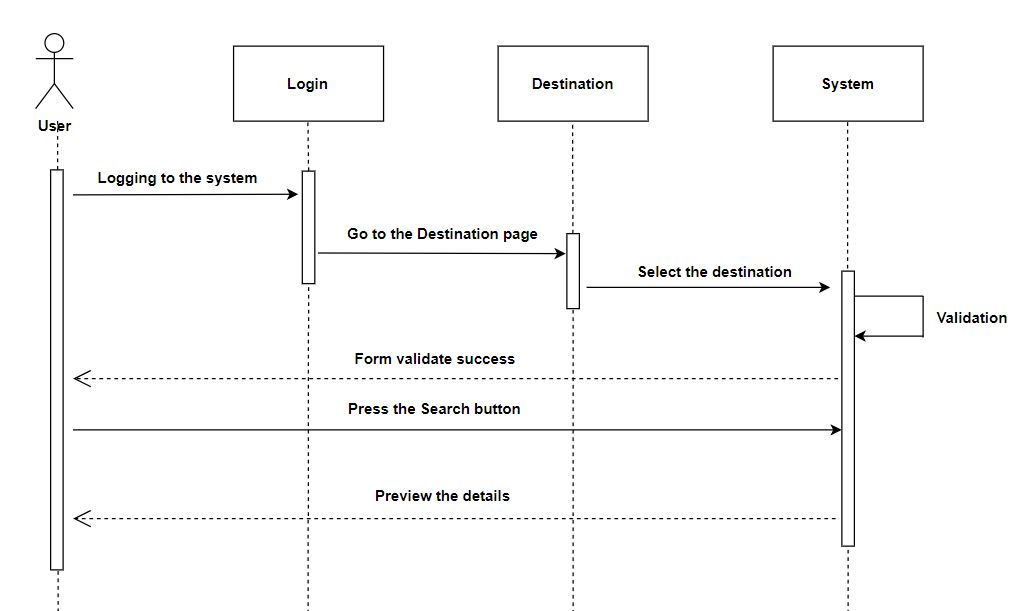 Login
Destination
System
User
Logging to the system
Go to the Destination page
Select the destination
Validation
Form validate success
Press the Search button
Preview the details